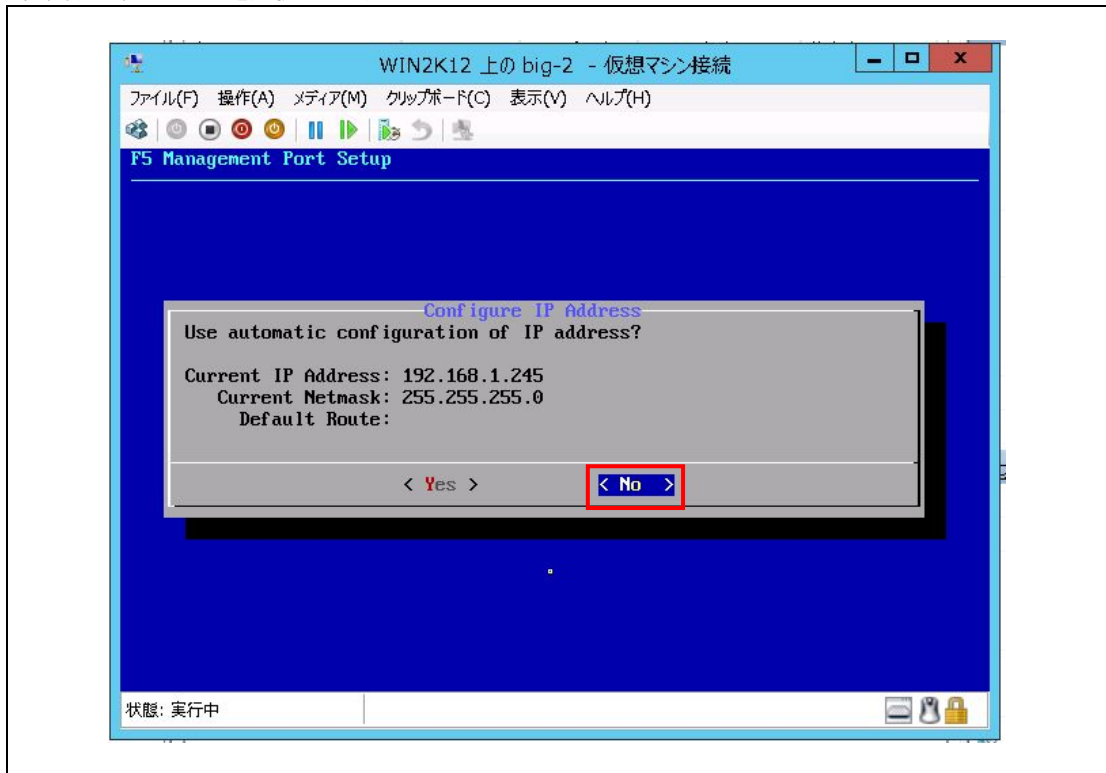 WIN2K12 上の big-2 - 仮想マシン接続
ファイル(F) 操作(A) メディア(M) クリップボード(C) 表示(V) ヘルプ(H)
F5 Management Port Setup
Configure IP Address
Use automatic configuration of IP address?
Current IP Address: 192.168.1.245
Current Netmask: 255.255.255.0
Default Route:
< Yes > < No >
状態: 実行中